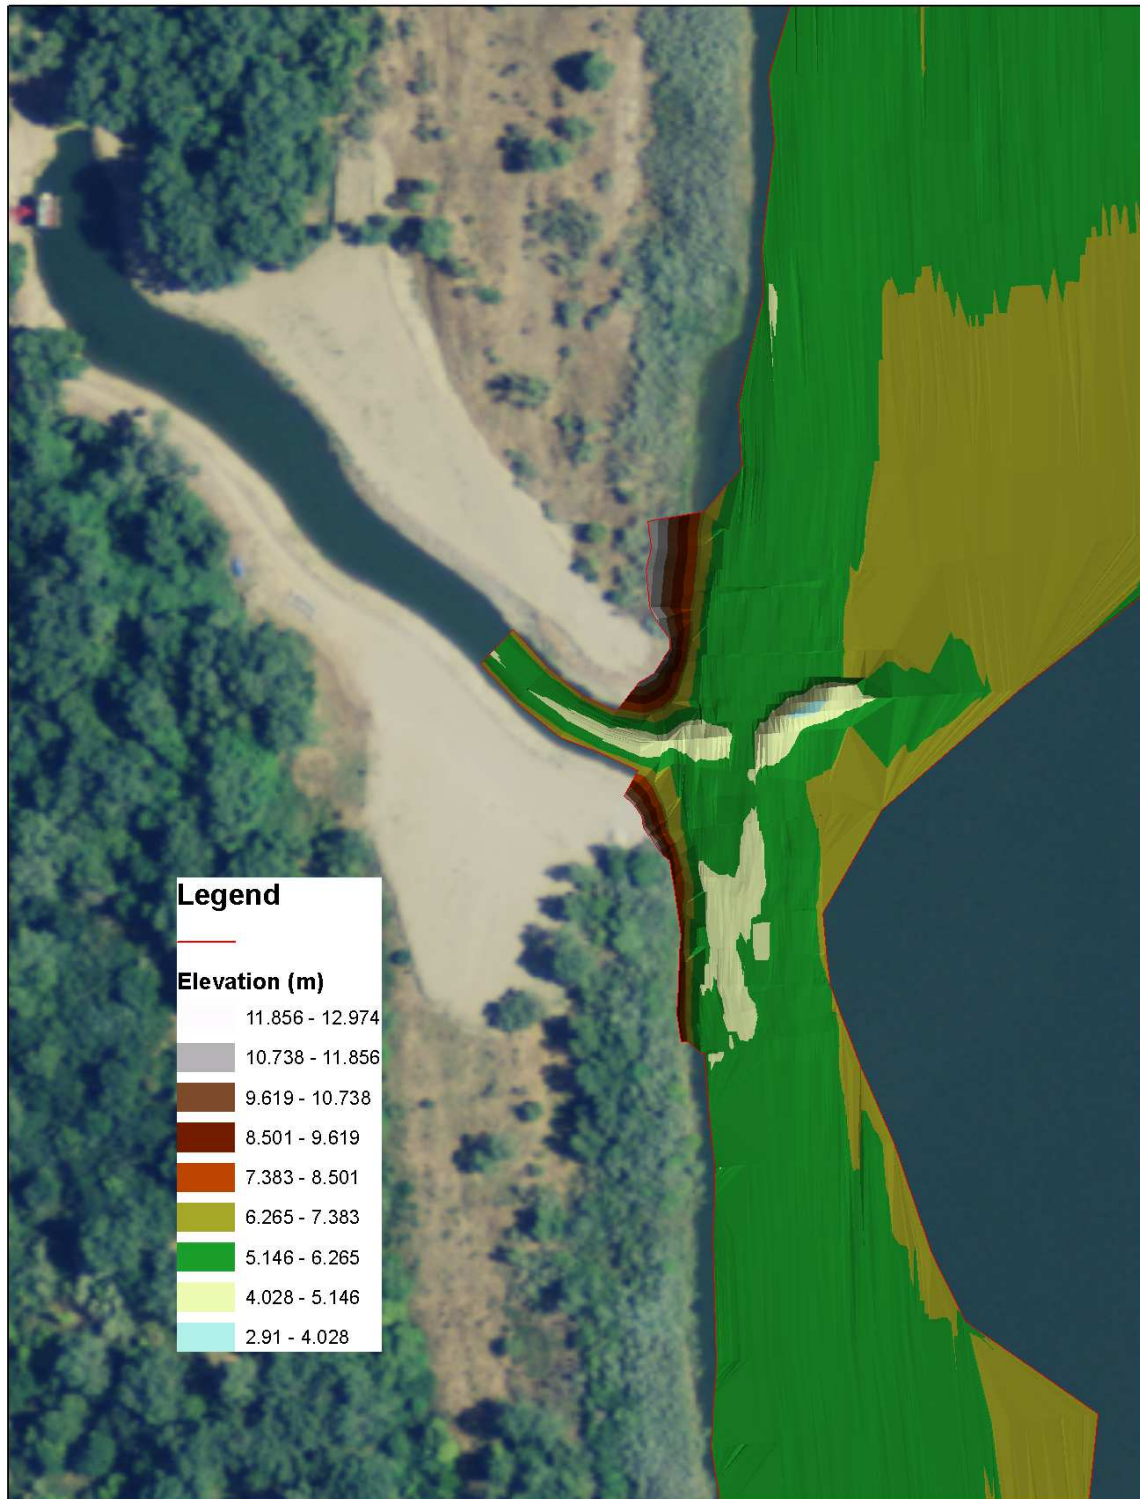 Legend
Elevation (m)
11.856 - 12.974
10.738 - 11.856
9.619 - 10.738
8.501 - 9.619
7.383 - 8.501
6.265 - 7.383
5.146 - 6.265
4.028 - 5.146
2.91 - 4.028